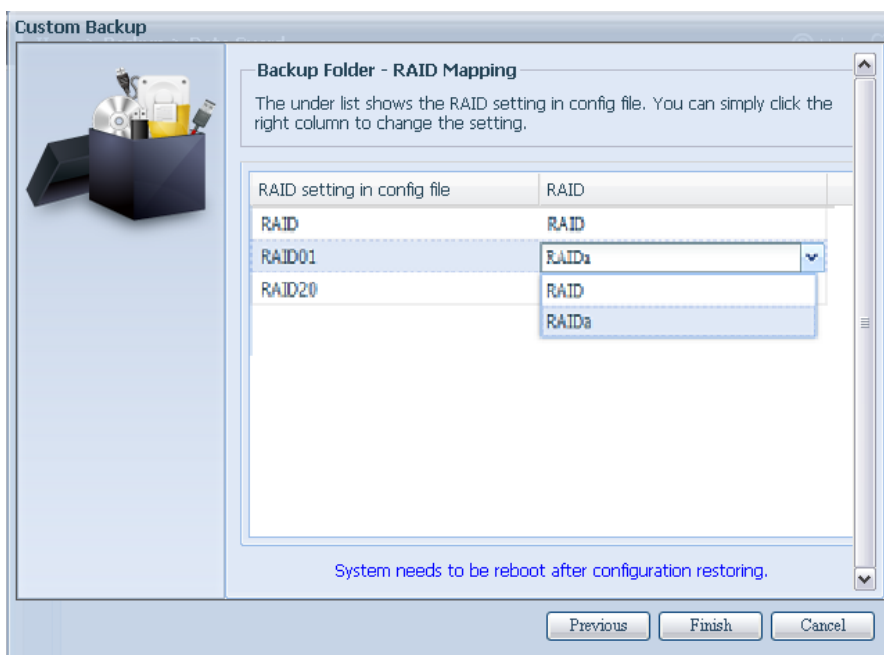 Custom Backup
Backup Folder - RAID Mapping
The under list shows the RAID setting in config file. You can simply click the
right column to change the setting.
RAID setting in config file RAID
RAID RAID
RAID01 RAIDa
RAID20 RAID
RAIDa
System needs to be reboot after configuration restoring.
Previous Finish Cancel